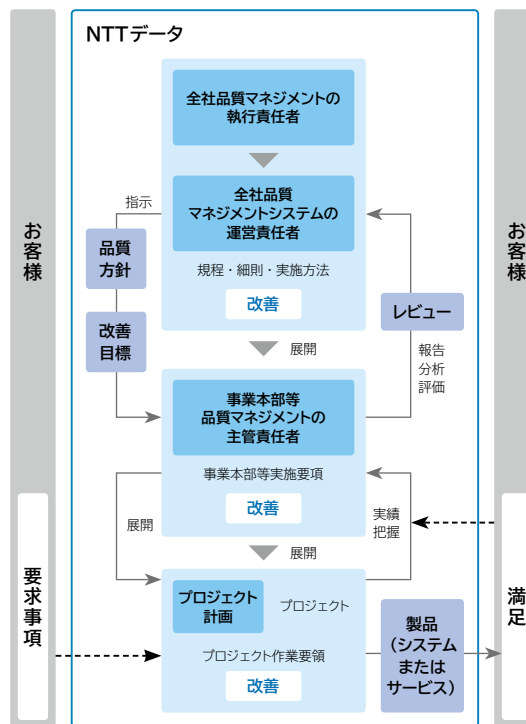 NTTデータ
お客様
要求事項
全社品質マネジメントの
執行責任者
全社品質
マネジメントシステムの
運営責任者
規程・細則・実施方法
改善
指示
品質
方針
改善
目標
レビュー
報告
分析
評価
展開
事業本部等
品質マネジメントの
主管責任者
事業本部等実施要項
改善
展開
実績
把握
展開
プロジェクト
計画
プロジェクト
プロジェクト作業要領
改善
製品
（システム
または
サービス）
お客様
満足